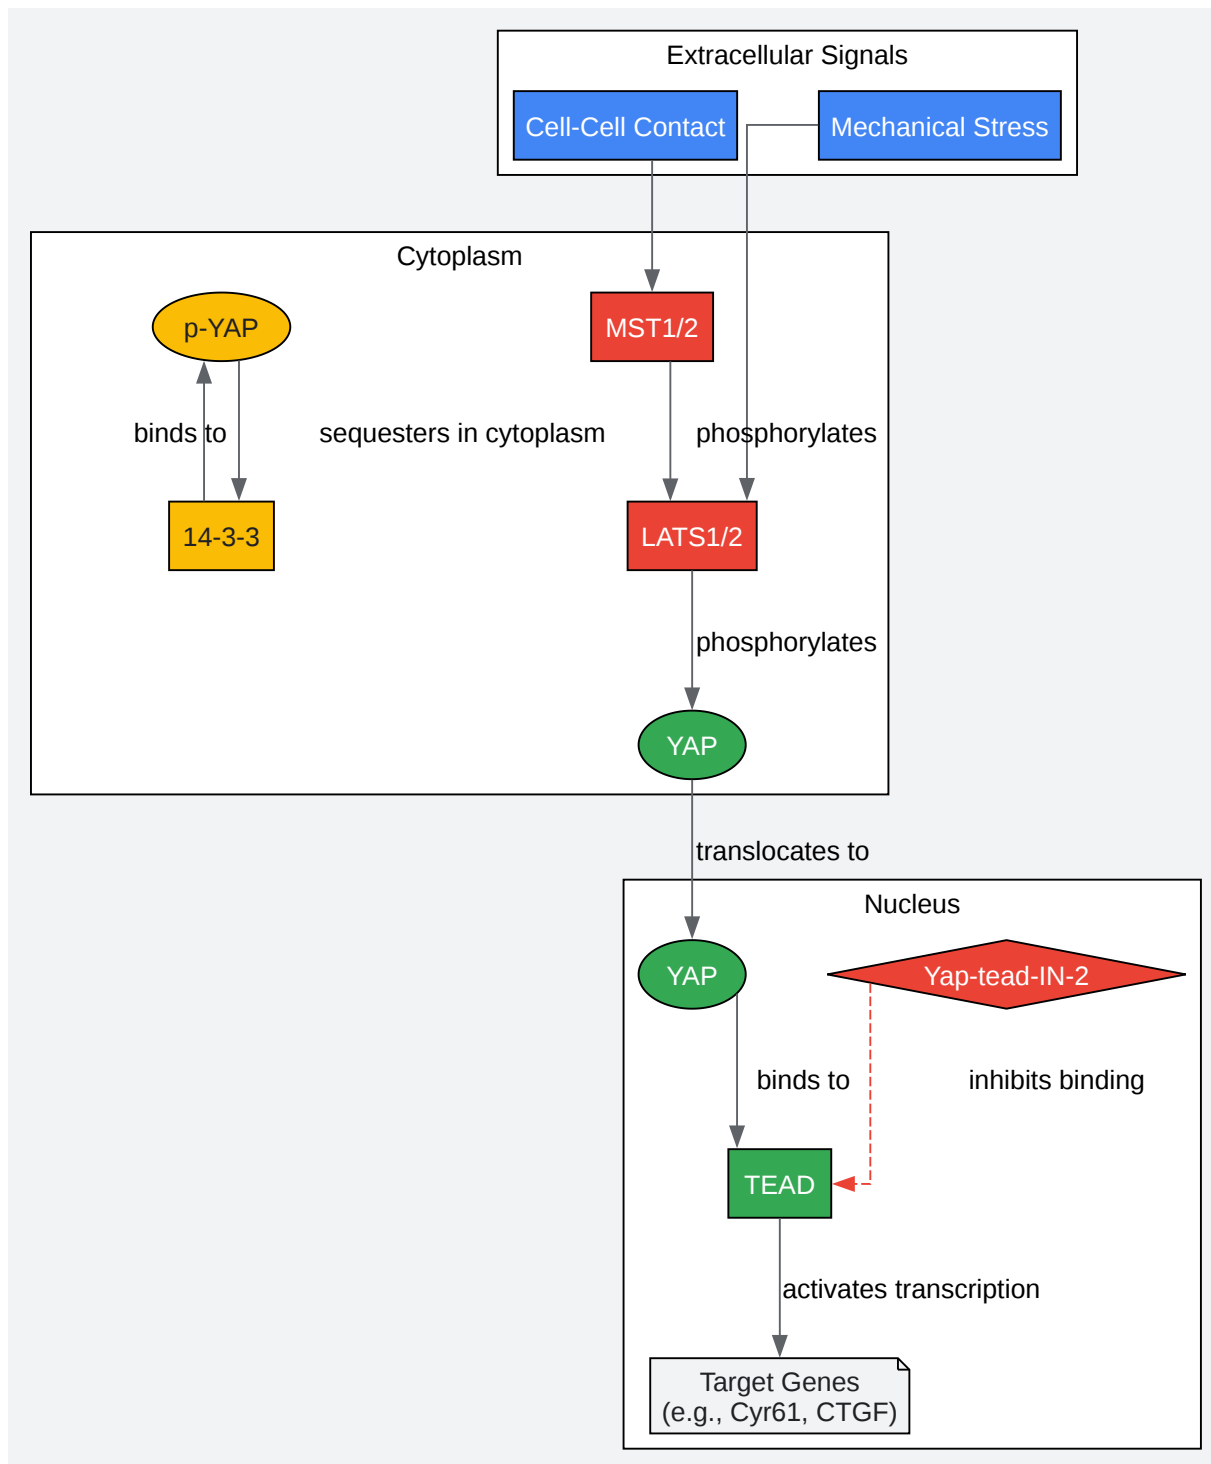 Extracellular Signals
Cell-Cell Contact
Mechanical Stress
Cytoplasm
p-YAP
MST1/2
binds to
sequesters in cytoplasm
phosphorylates
14-3-3
LATS1/2
phosphorylates
YAP
translocates to
Nucleus
YAP
Yap-tead-IN-2
binds to
inhibits binding
TEAD
activates transcription
Target Genes
(e.g., Cyr61, CTGF)